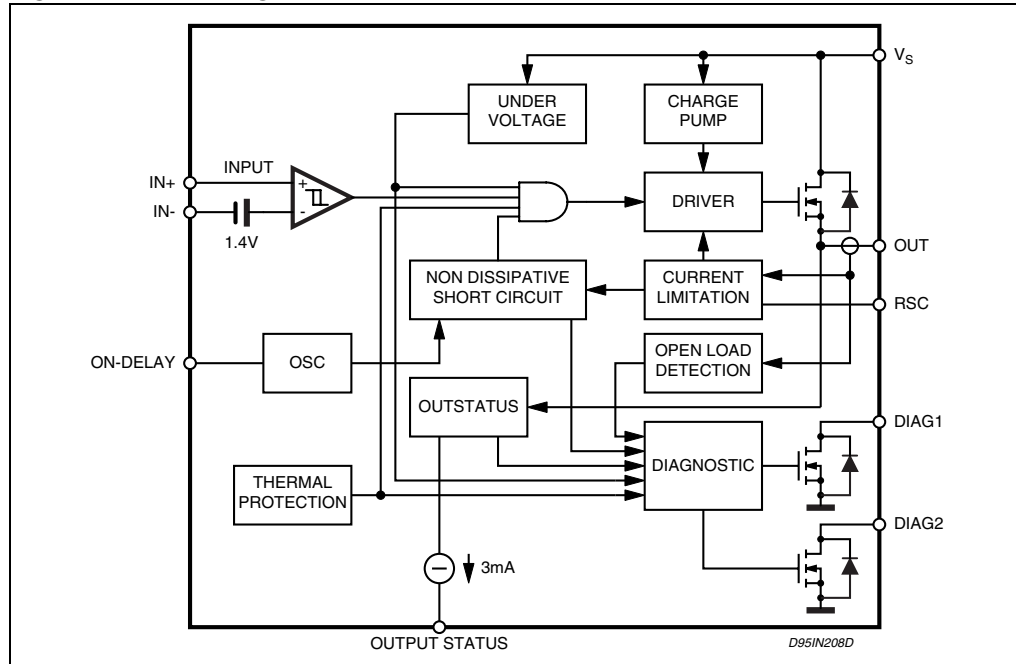 VS
UNDER
VOLTAGE
CHARGE
PUMP
INPUT
IN+
+
IN-
-
1.4V
DRIVER
OUT
NON DISSIPATIVE
SHORT CIRCUIT
CURRENT
LIMITATION
RSC
ON-DELAY
OSC
OPEN LOAD
DETECTION
OUTSTATUS
DIAG1
DIAGNOSTIC
THERMAL
PROTECTION
DIAG2
3mA
OUTPUT STATUS
D95IN208D